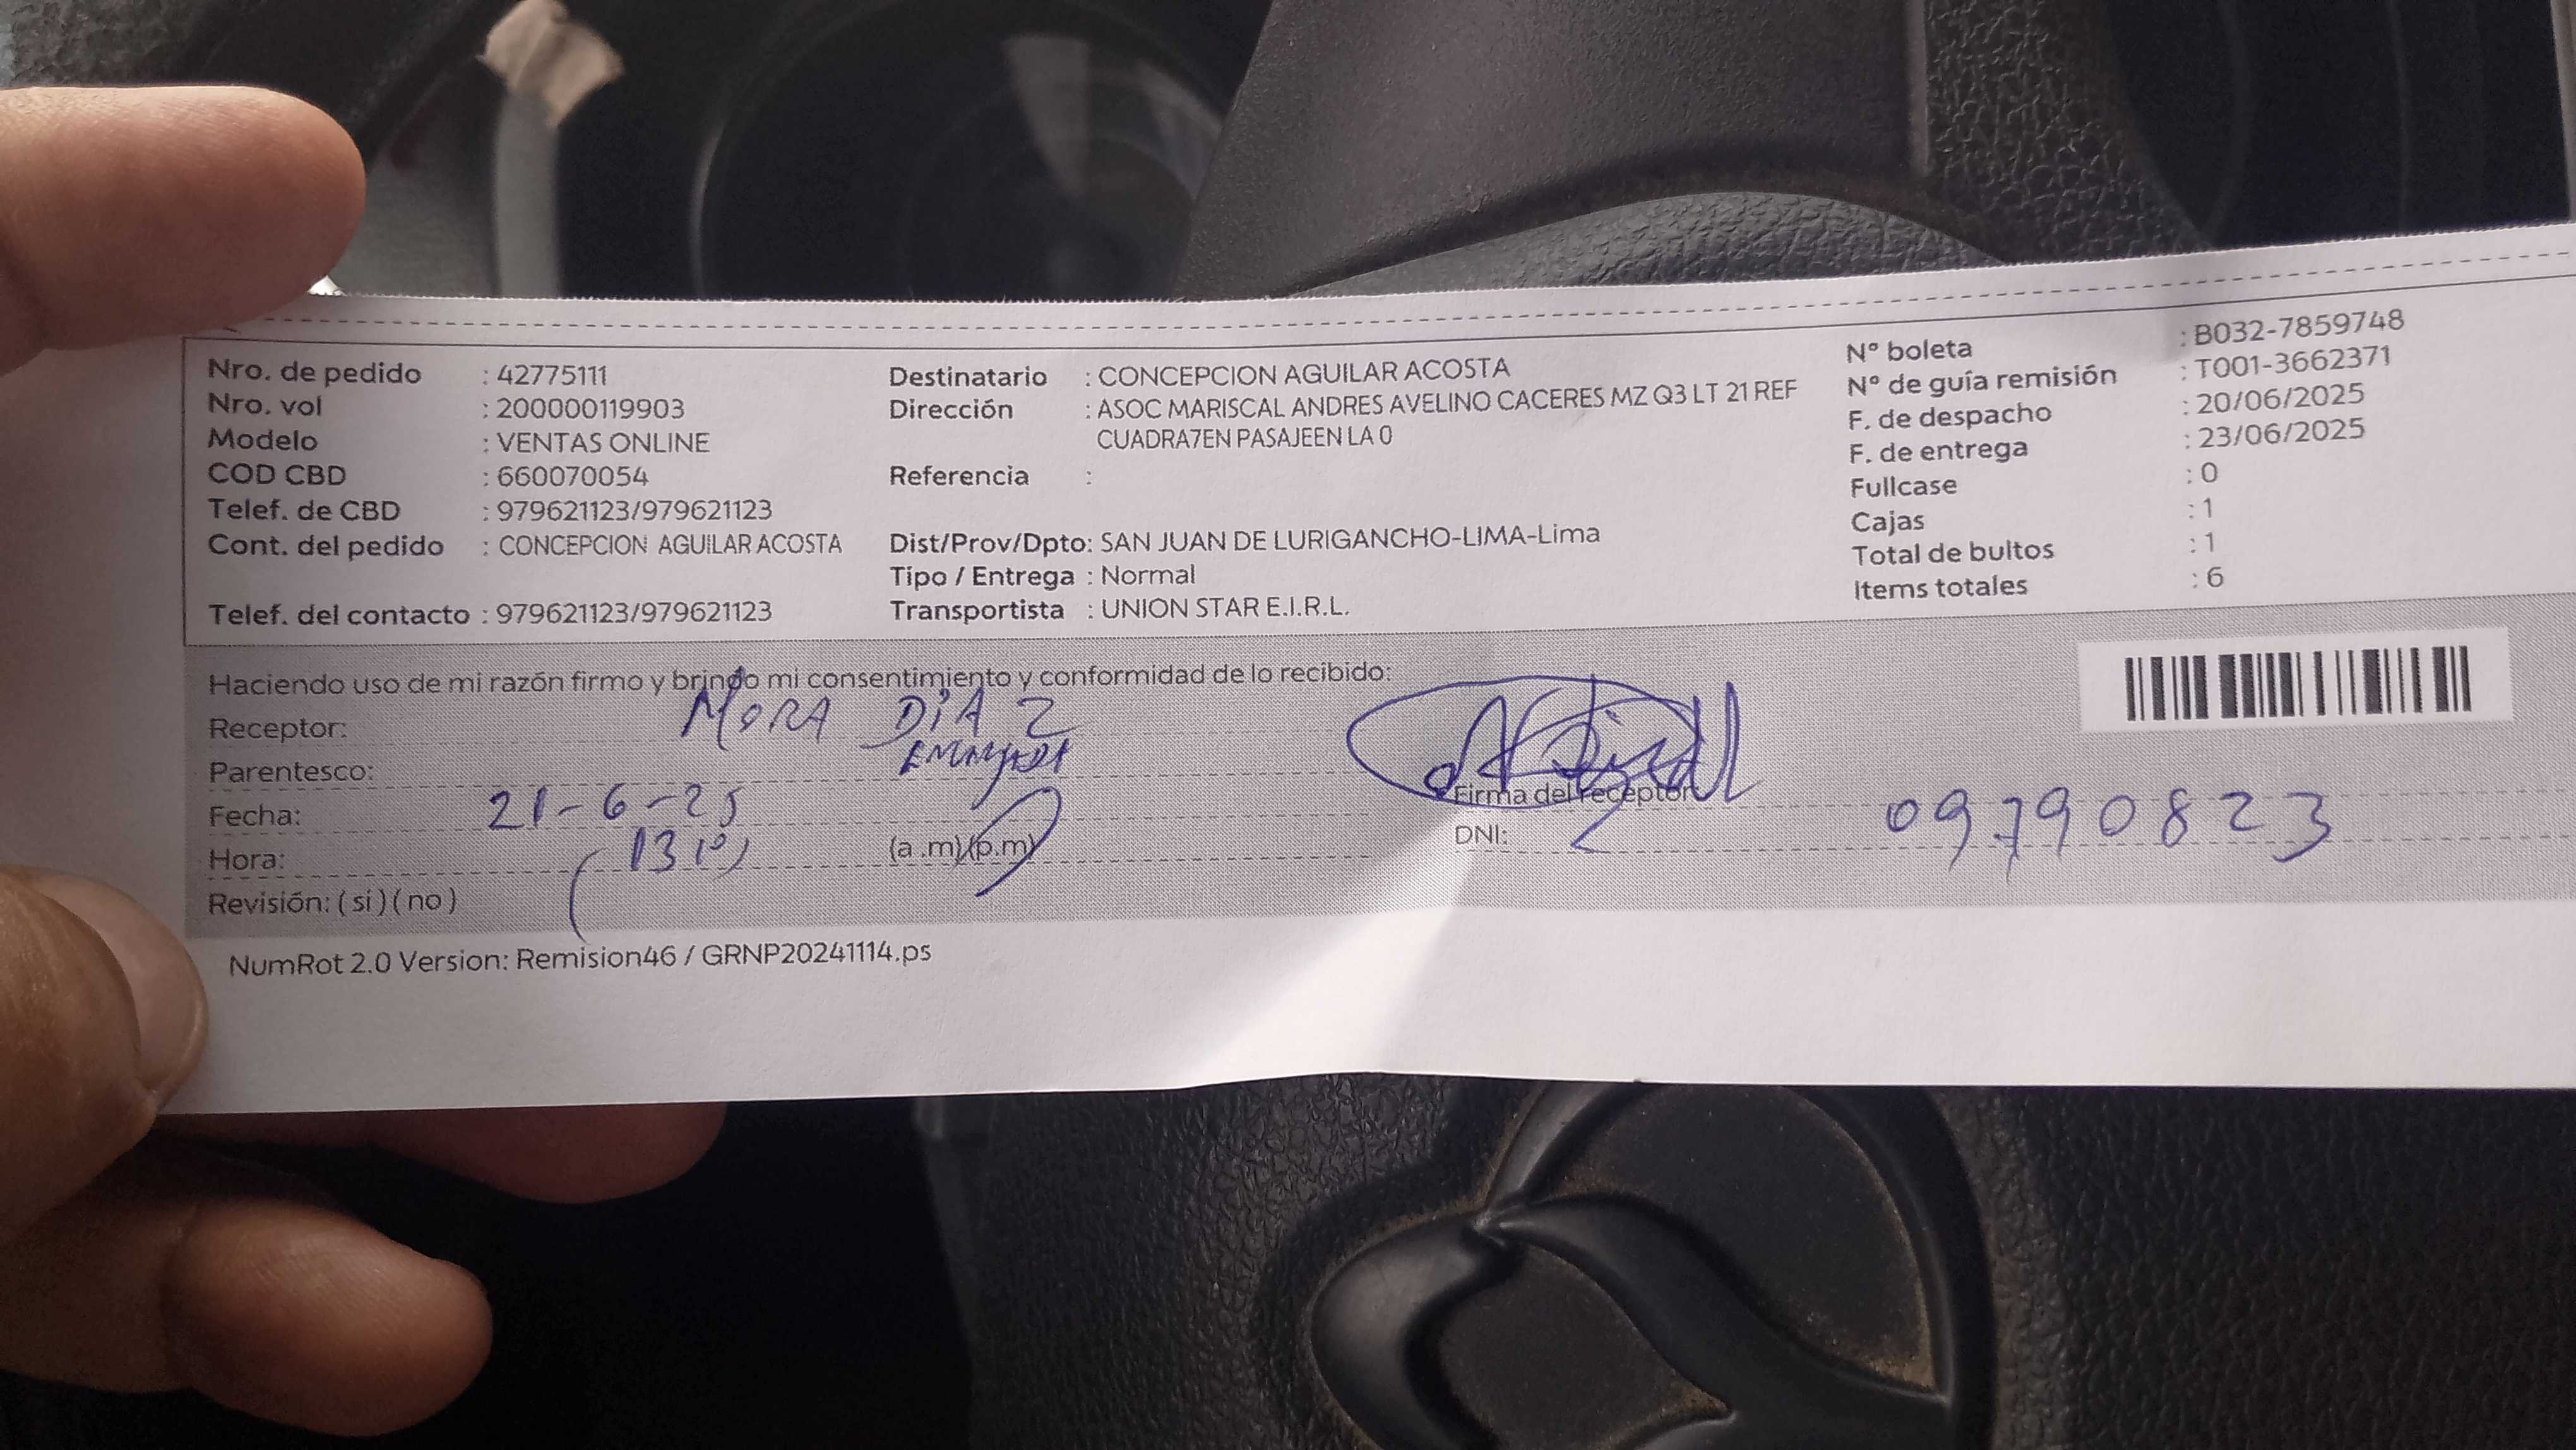 Nro. de pedido : 42775111
Nro. vol : 200000119903
Modelo : VENTAS ONLINE
COD CBD : 660070054
Telef. de CBD : 979621123/979621123
Cont. del pedido : CONCEPCION AGUILAR ACOSTA
Telef. del contacto : 979621123/979621123
Destinatario : CONCEPCION AGUILAR ACOSTA
Dirección : ASOC MARISCAL ANDRES AVELINO CACERES MZ Q3 LT 21 REF
CUADRA7EN PASAJEEN LA 0
Referencia :
Dist/Prov/Dpto: SAN JUAN DE LURIGANCHO-LIMA-Lima
Tipo / Entrega : Normal
Transportista : UNION STAR E.I.R.L.
N° boleta : B032-7859748
N° de guía remisión : T001-3662371
F. de despacho : 20/06/2025
F. de entrega : 23/06/2025
Fullcase : 0
Cajas : 1
Total de bultos : 1
Items totales : 6
Haciendo uso de mi razón firmo y brindo mi consentimiento y conformidad de lo recibido:
Receptor: MORA DIAZ
Parentesco:
Fecha: 21-6-25
Hora: (a .m)(p.m)
Revisión: (si)(no)
Firma del receptor
DNI: 09790823
NumRot 2.0 Version: Remision46 / GRNP20241114.ps